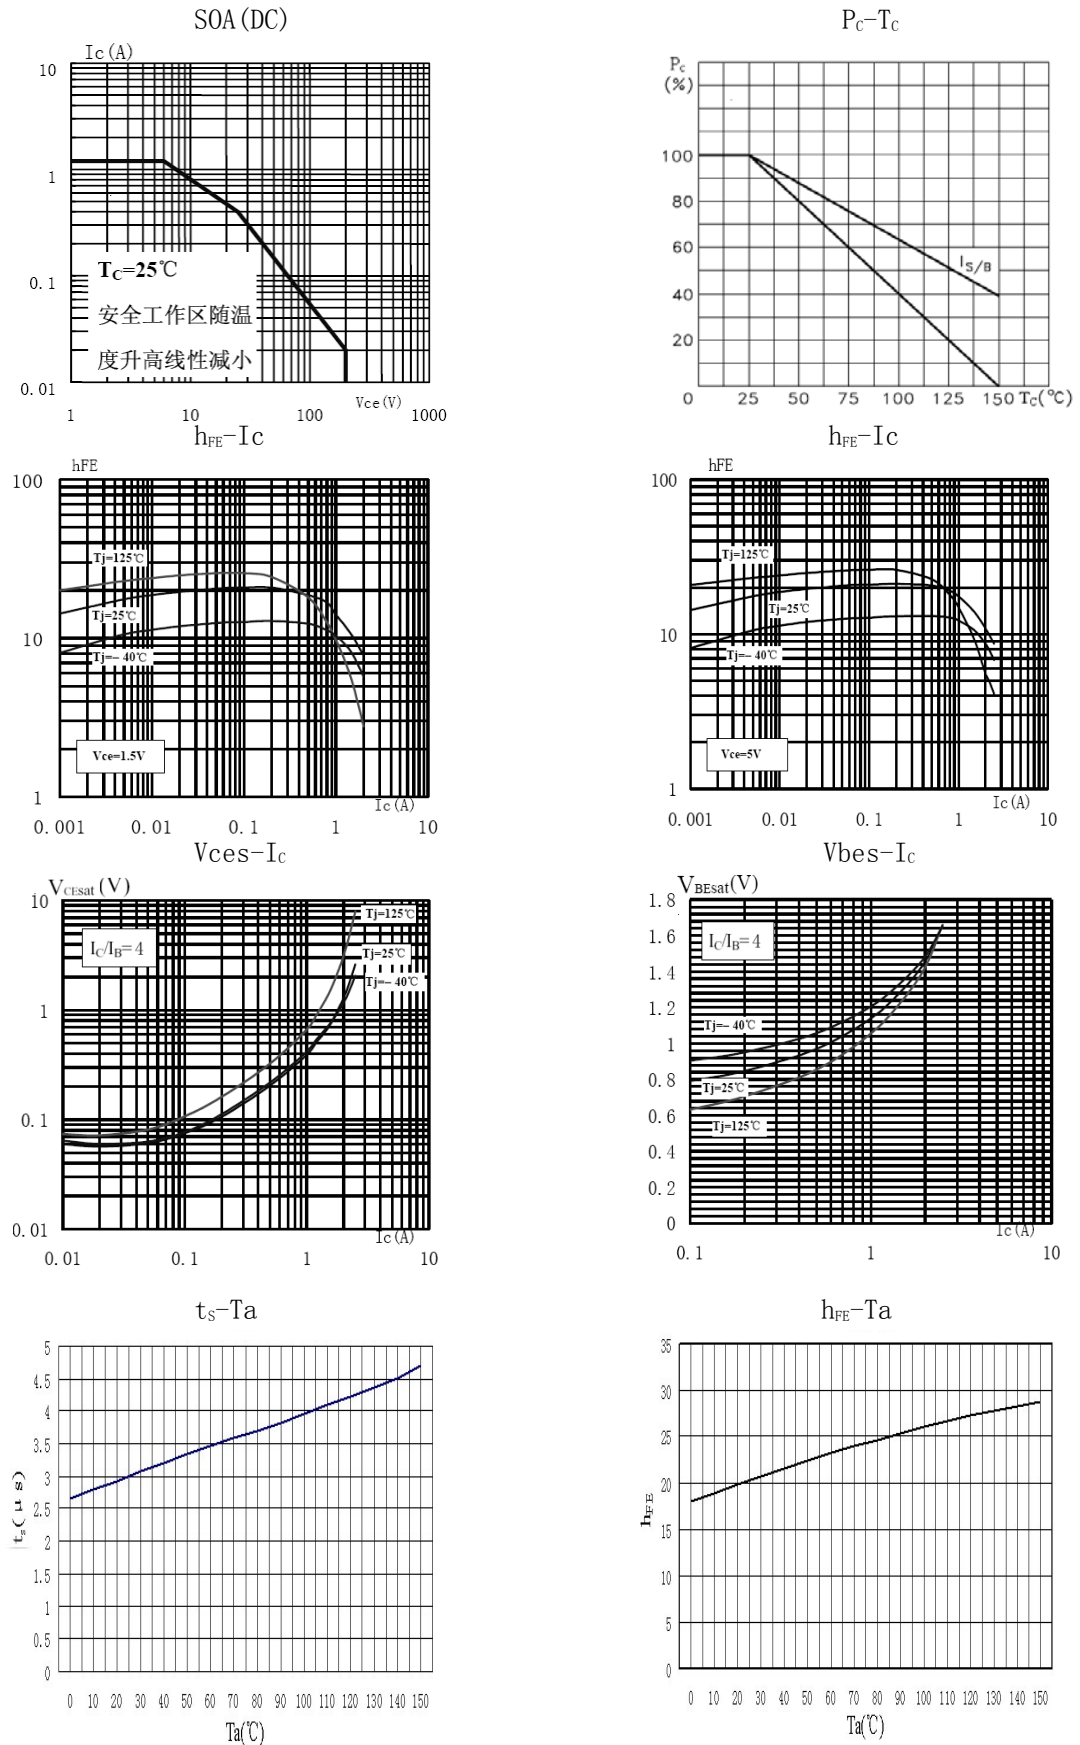 SOA(DC)
Ic(A)
10
1
0.1
0.01
TC=25℃
安全工作区随温
度升高线性减小
Vce(V)
1 10 100 1000
PC-TC
PC
(%)
100
80
60
40
20
IS/B
0 25 50 75 100 125 150 TC(℃)
hFE-Ic
hFE
100
10
1
Tj=125℃
Tj=25℃
Tj=-40℃
Vce=1.5V
Ic(A)
0.001 0.01 0.1 1 10
hFE-Ic
hFE
100
10
1
Tj=125℃
Tj=25℃
Tj=-40℃
Vce=5V
Ic(A)
0.001 0.01 0.1 1 10
Vces-IC
VCEsat(V)
10
1
0.1
0.01
IC/IB=4
Tj=125℃
Tj=25℃
Tj=-40℃
Ic(A)
0.01 0.1 1 10
Vbes-IC
VBEsat(V)
1.8
1.6
1.4
1.2
1
0.8
0.6
0.4
0.2
0
IC/IB=4
Tj=-40℃
Tj=25℃
Tj=125℃
Ic(A)
0.1 1 10
tS-Ta
5
4.5
4
3.5
3
2.5
2
1.5
1
0.5
0
ts(μs)
0 10 20 30 40 50 60 70 80 90 100 110 120 130 140 150
Ta(℃)
hFE-Ta
35
30
25
20
15
10
5
0
hFE
0 10 20 30 40 50 60 70 80 90 100 110 120 130 140 150
Ta(℃)